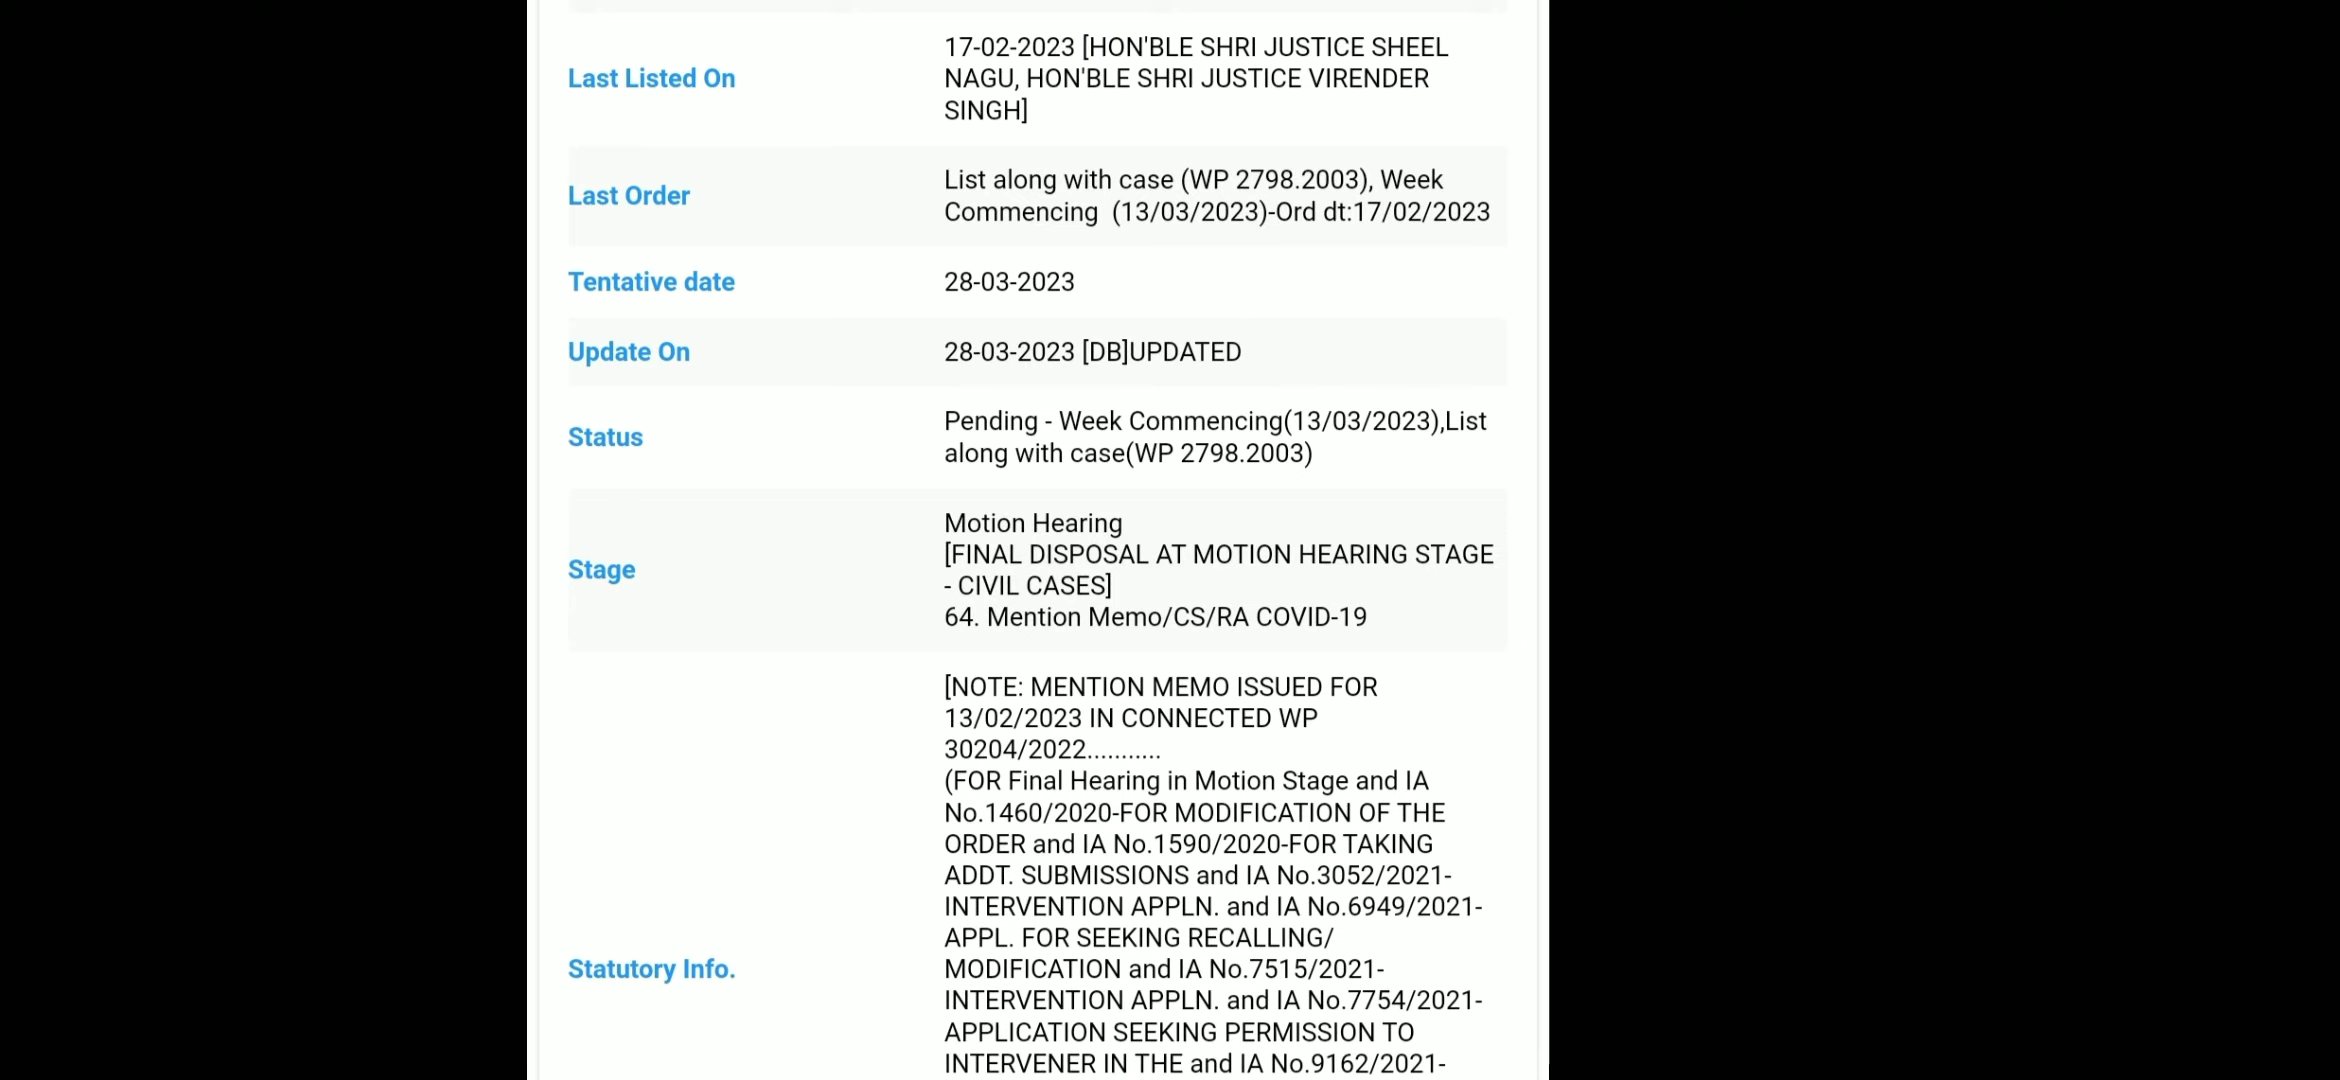 17-02-2023 [HON'BLE SHRI JUSTICE SHEEL
Last Listed On
NAGU, HON'BLE SHRI JUSTICE VIRENDER
SINGH]
List along with case (WP 2798.2003), Week
Last Order
Commencing (13/03/2023)-Ord dt:17/02/2023
Tentative date
28-03-2023
Update On
28-03-2023 [DB]UPDATED
Status
Pending - Week Commencing(13/03/2023),List
along with case(WP 2798.2003)
Stage
Motion Hearing
[FINAL DISPOSAL AT MOTION HEARING STAGE
- CIVIL CASES]
64. Mention Memo/CS/RA COVID-19
Statutory Info.
[NOTE: MENTION MEMO ISSUED FOR
13/02/2023 IN CONNECTED WP
30204/2022...........
(FOR Final Hearing in Motion Stage and IA
No.1460/2020-FOR MODIFICATION OF THE
ORDER and IA No.1590/2020-FOR TAKING
ADDT. SUBMISSIONS and IA No.3052/2021-
INTERVENTION APPLN. and IA No.6949/2021-
APPL. FOR SEEKING RECALLING/
MODIFICATION and IA No.7515/2021-
INTERVENTION APPLN. and IA No.7754/2021-
APPLICATION SEEKING PERMISSION TO
INTERVENER IN THE and IA No.9162/2021-